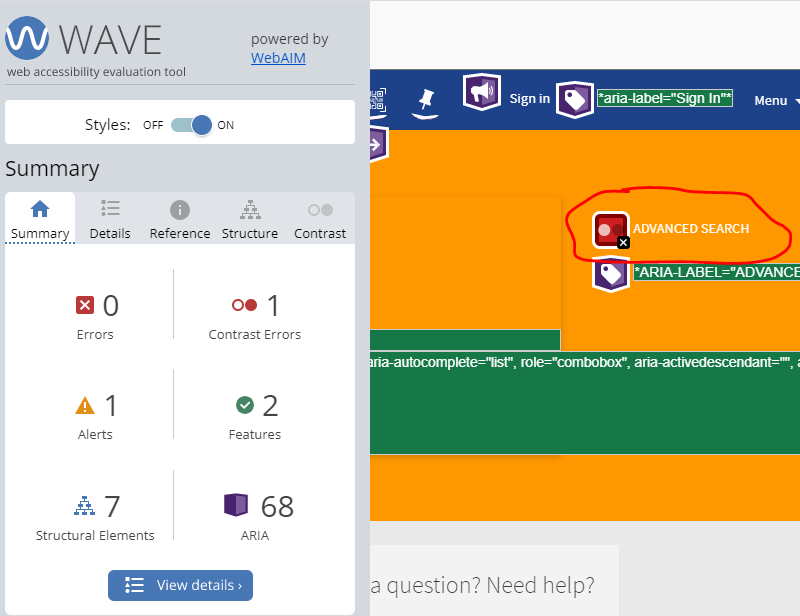 WAVE
powered by
WebAIM
web accessibility evaluation tool
Styles: OFF ON
Summary
Summary Details Reference Structure Contrast
0
Errors
1
Contrast Errors
1
Alerts
2
Features
7
Structural Elements
68
ARIA
View details ›
Sign in *aria-label="Sign In"* Menu
ADVANCED SEARCH
*ARIA-LABEL="ADVANCE
aria-autocomplete="list", role="combobox", aria-activedescendant="", a
a question? Need help?